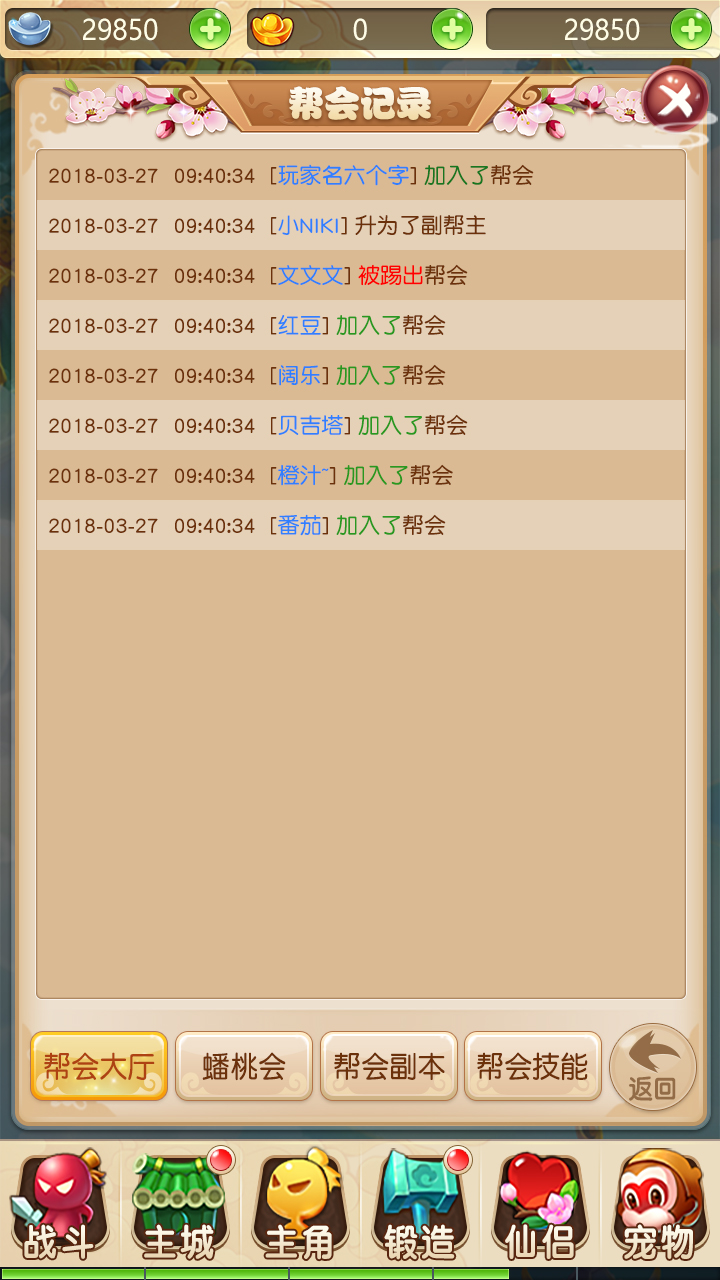 29850 0 29850
帮会记录
2018-03-27 09:40:34 [玩家名六个字] 加入了帮会
2018-03-27 09:40:34 [小NIKI] 升为了副帮主
2018-03-27 09:40:34 [文文文] 被踢出帮会
2018-03-27 09:40:34 [红豆] 加入了帮会
2018-03-27 09:40:34 [阔乐] 加入了帮会
2018-03-27 09:40:34 [贝吉塔] 加入了帮会
2018-03-27 09:40:34 [橙汁~] 加入了帮会
2018-03-27 09:40:34 [番茄] 加入了帮会
帮会大厅 蟠桃会 帮会副本 帮会技能 返回
战斗 主城 主角 锻造 仙侣 宠物